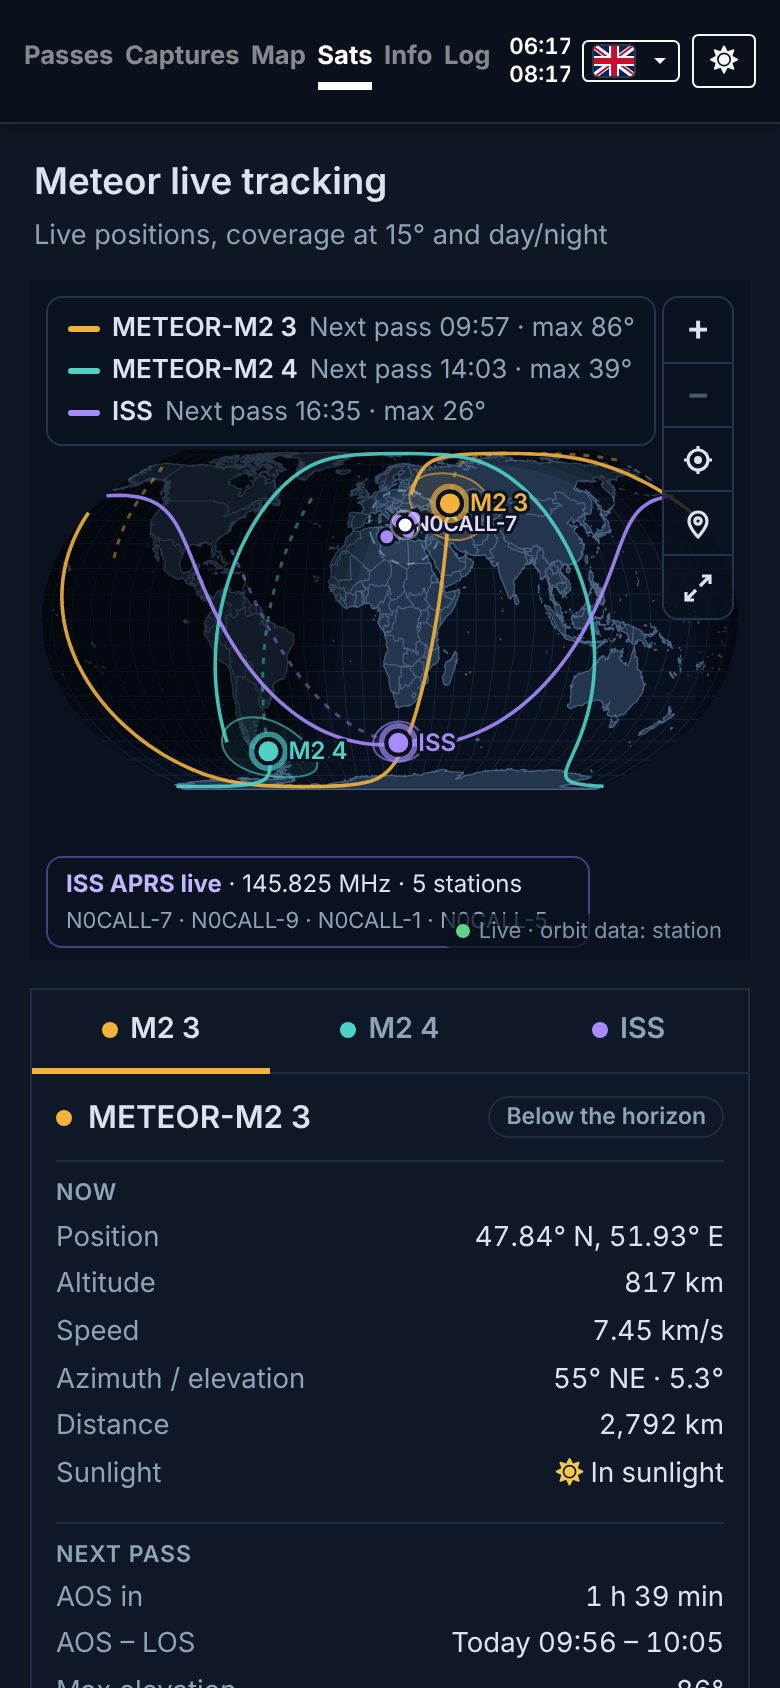 Passes Captures Map Sats Info Log 06:17
08:17
Meteor live tracking
Live positions, coverage at 15° and day/night
METEOR-M2 3 Next pass 09:57 · max 86°
METEOR-M2 4 Next pass 14:03 · max 39°
ISS Next pass 16:35 · max 26°
+
−
M2 3
N0CALL-7
M2 4
ISS
ISS APRS live · 145.825 MHz · 5 stations
N0CALL-7 · N0CALL-9 · N0CALL-1 · N0CALL-5
Live · orbit data: station
M2 3 M2 4 ISS
METEOR-M2 3 Below the horizon
NOW
Position 47.84° N, 51.93° E
Altitude 817 km
Speed 7.45 km/s
Azimuth / elevation 55° NE · 5.3°
Distance 2,792 km
Sunlight In sunlight
NEXT PASS
AOS in 1 h 39 min
AOS – LOS Today 09:56 – 10:05
Max elevation 86°